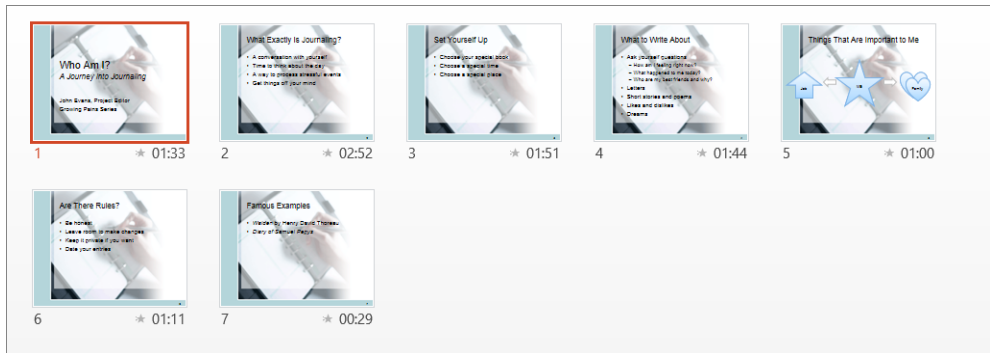 Who Am I?
A Journey into Journaling
John Evans, Project Editor
Growing Pains Series
1
01:33
What Exactly Is Journaling?
• A conversation with yourself
• Time to think about the day
• A way to process stressful events
• Get things off your mind
2
02:52
Set Yourself Up
• Choose your special book
• Choose a special time
• Choose a special place
3
01:51
What to Write About
• Ask yourself questions
– How am I feeling right now?
– What happened to me today?
– Who are my best friends and why?
• Letters
• Short stories and poems
• Likes and dislikes
• Dreams
4
01:44
Things That Are Important to Me
Job
Me
Family
5
01:00
Are There Rules?
• Be honest
• Leave room to make changes
• Keep it private if you want
• Date your entries
6
01:11
Famous Examples
• Walden by Henry David Thoreau
• Diary of Samuel Pepys
7
00:29